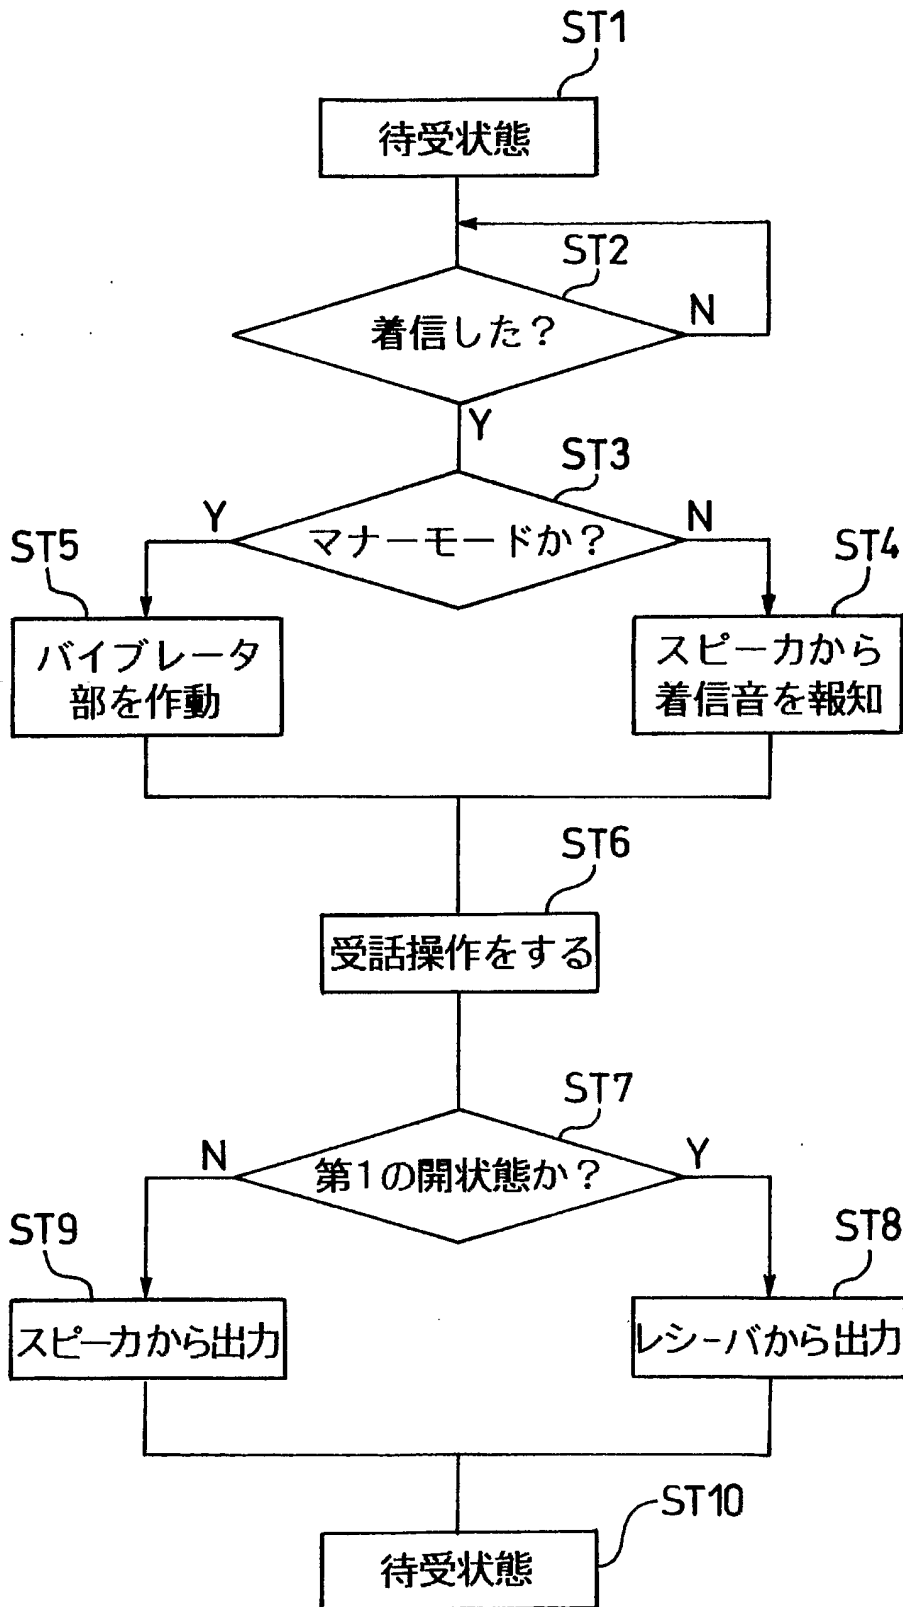 ST1
待受状態
ST2
着信した？
N
Y
ST3
マナーモードか？
Y
N
ST5
ST4
バイブレータ
部を作動
スピーカから
着信音を報知
ST6
受話操作をする
ST7
第1の開状態か？
N
Y
ST9
ST8
スピーカから出力
レシーバから出力
ST10
待受状態